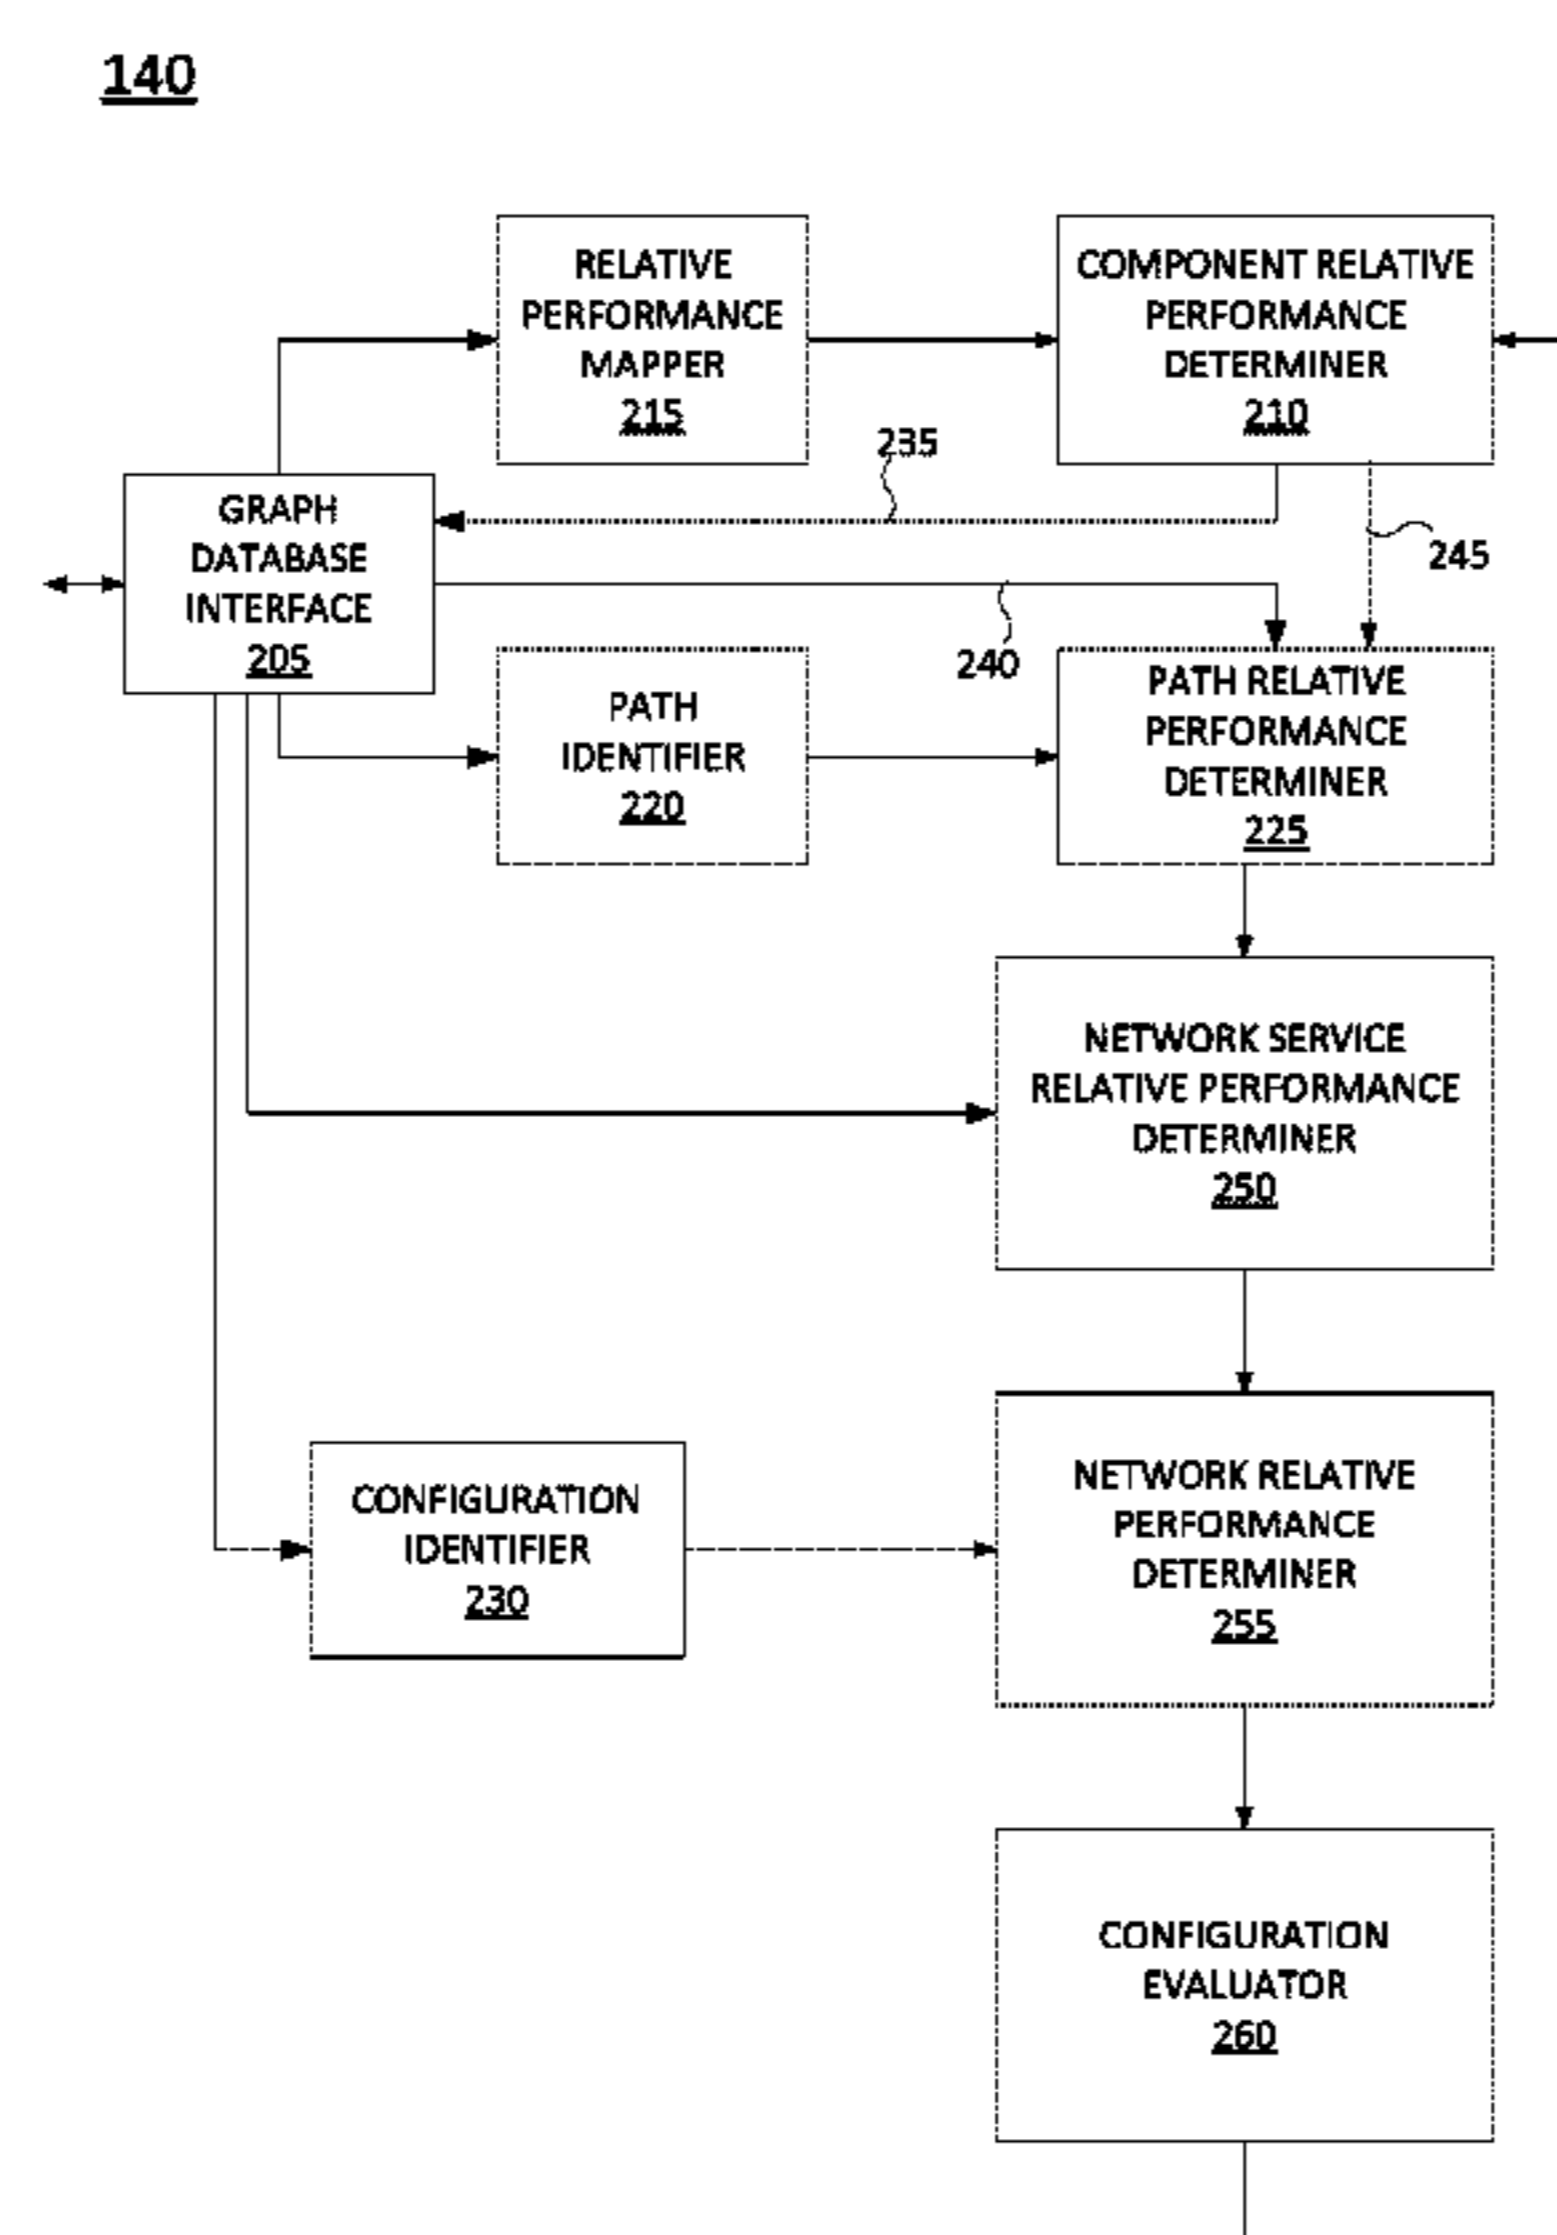 140
RELATIVE
PERFORMANCE
MAPPER
215
COMPONENT RELATIVE
PERFORMANCE
DETERMINER
210
235
GRAPH
DATABASE
INTERFACE
205
245
240
PATH
IDENTIFIER
220
PATH RELATIVE
PERFORMANCE
DETERMINER
225
NETWORK SERVICE
RELATIVE PERFORMANCE
DETERMINER
250
CONFIGURATION
IDENTIFIER
230
NETWORK RELATIVE
PERFORMANCE
DETERMINER
255
CONFIGURATION
EVALUATOR
260